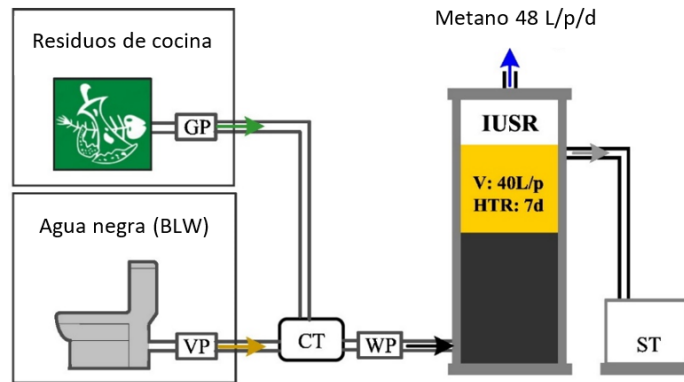 Metano 48 L/p/d
Residuos de cocina
GP
IUSR
V: 40L/p
HTR: 7d
Agua negra (BLW)
VP
CT
WP
ST